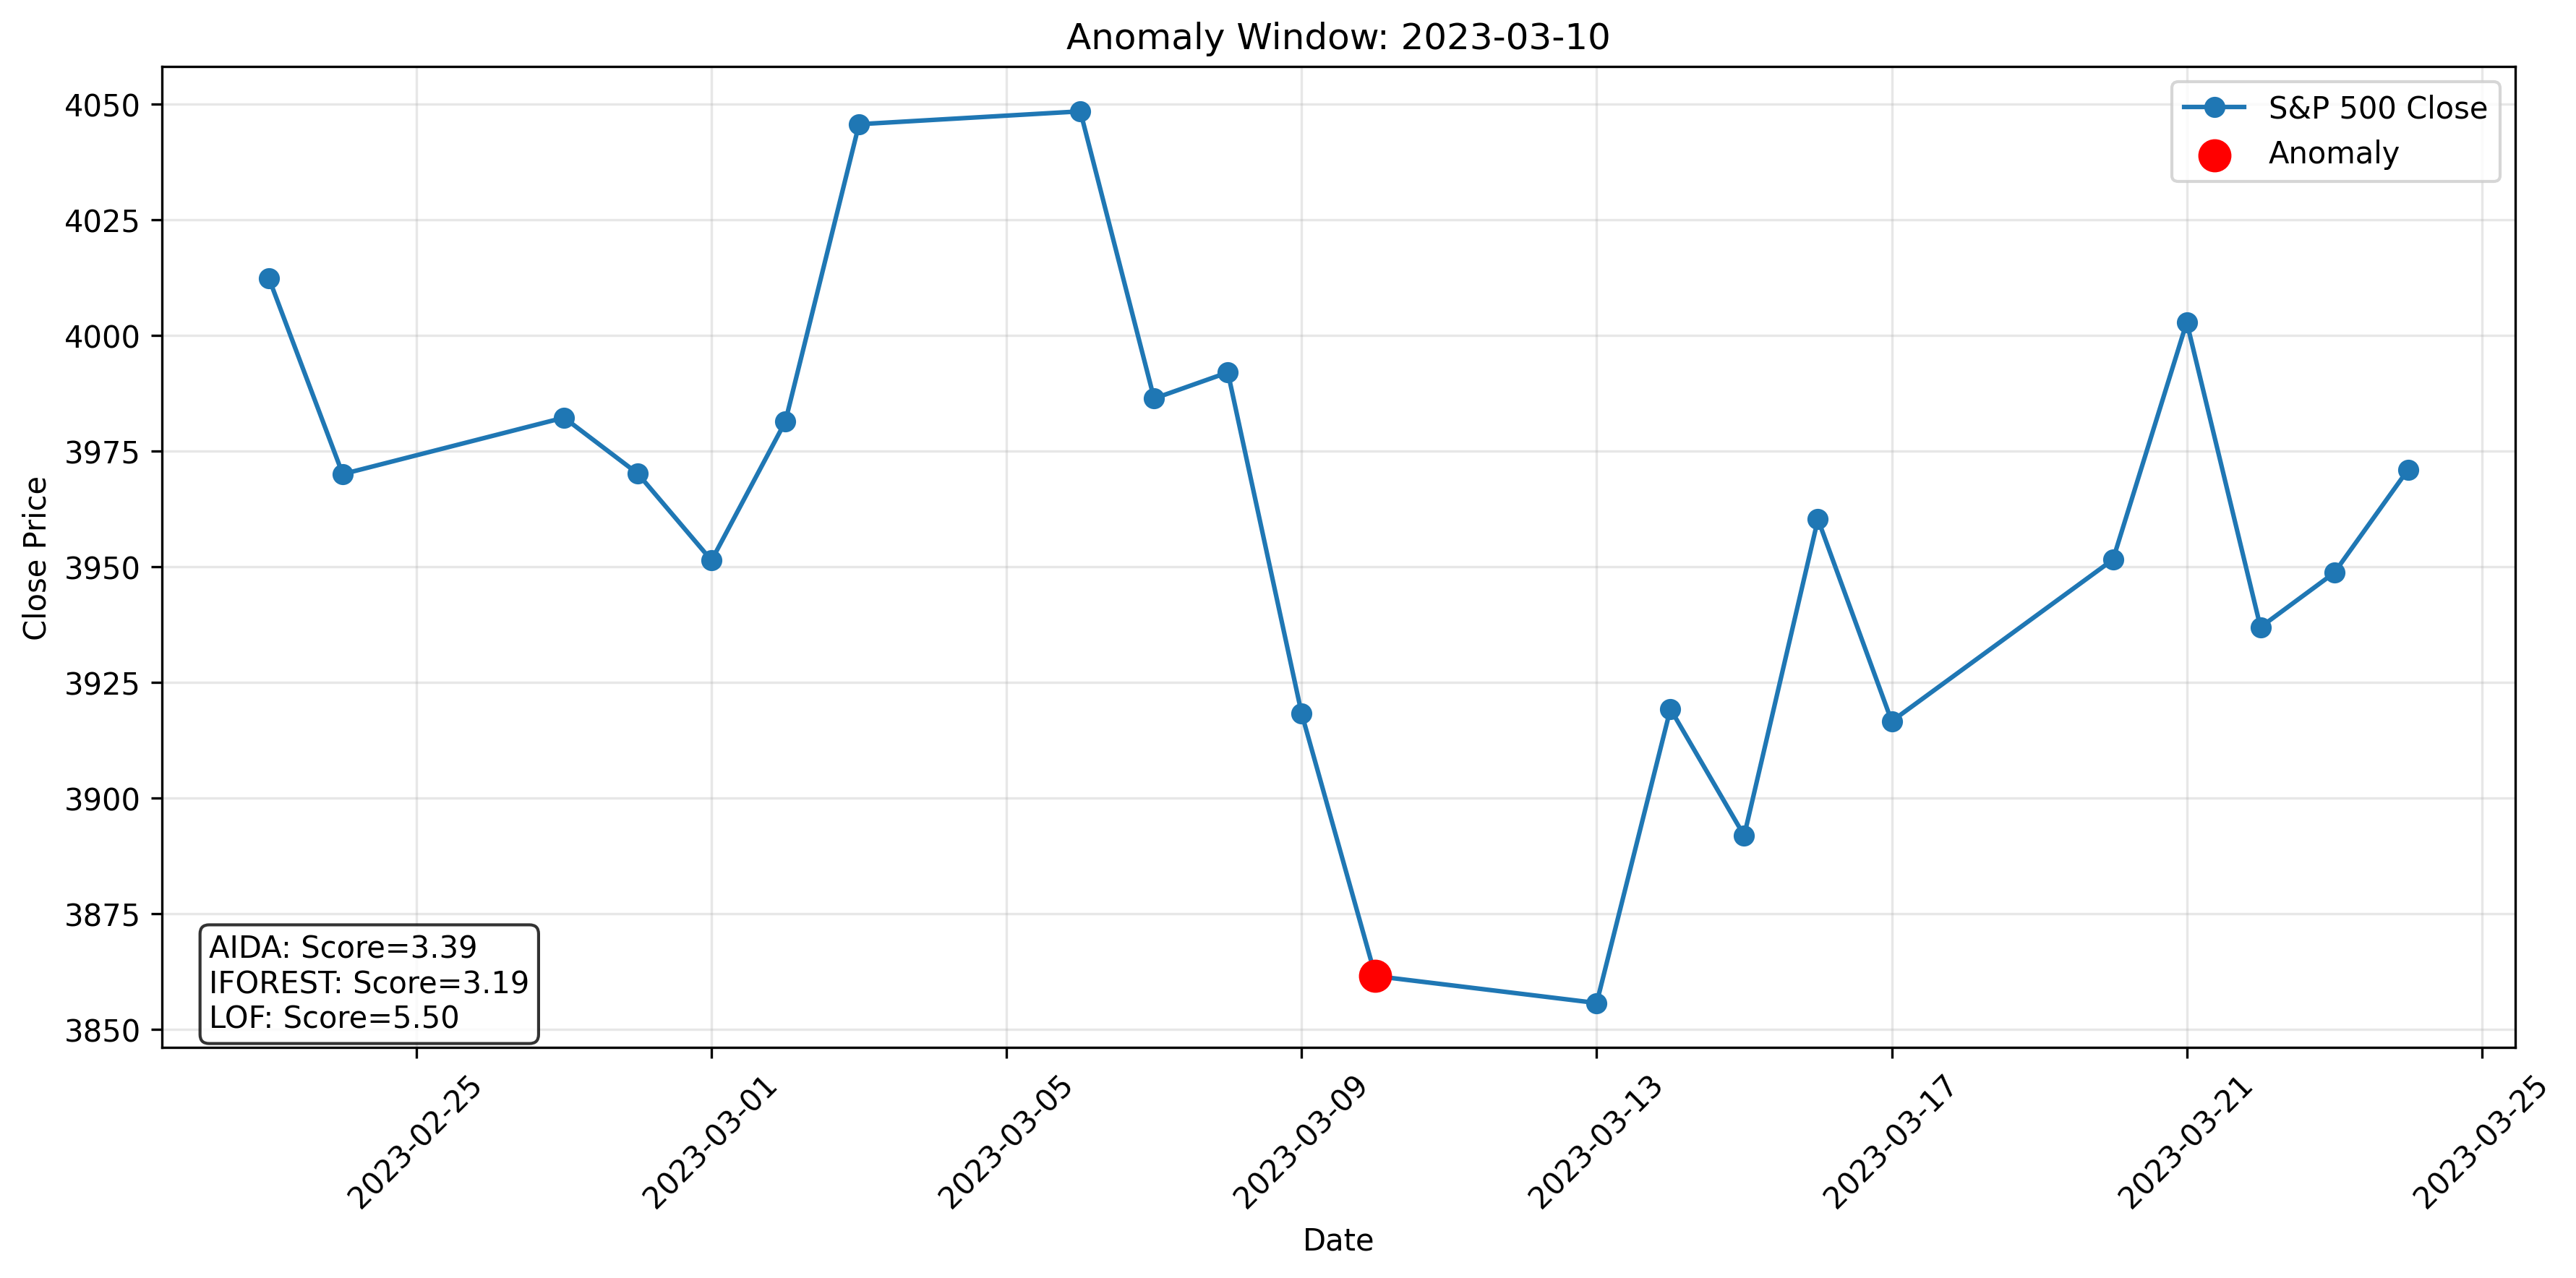 Anomaly Window: 2023-03-10
S&P 500 Close
Anomaly
4050
4025
4000
3975
3950
3925
3900
3875
3850
Close Price
AIDA: Score=3.39
IFOREST: Score=3.19
LOF: Score=5.50
2023-02-25
2023-03-01
2023-03-05
2023-03-09
2023-03-13
2023-03-17
2023-03-21
2023-03-25
Date